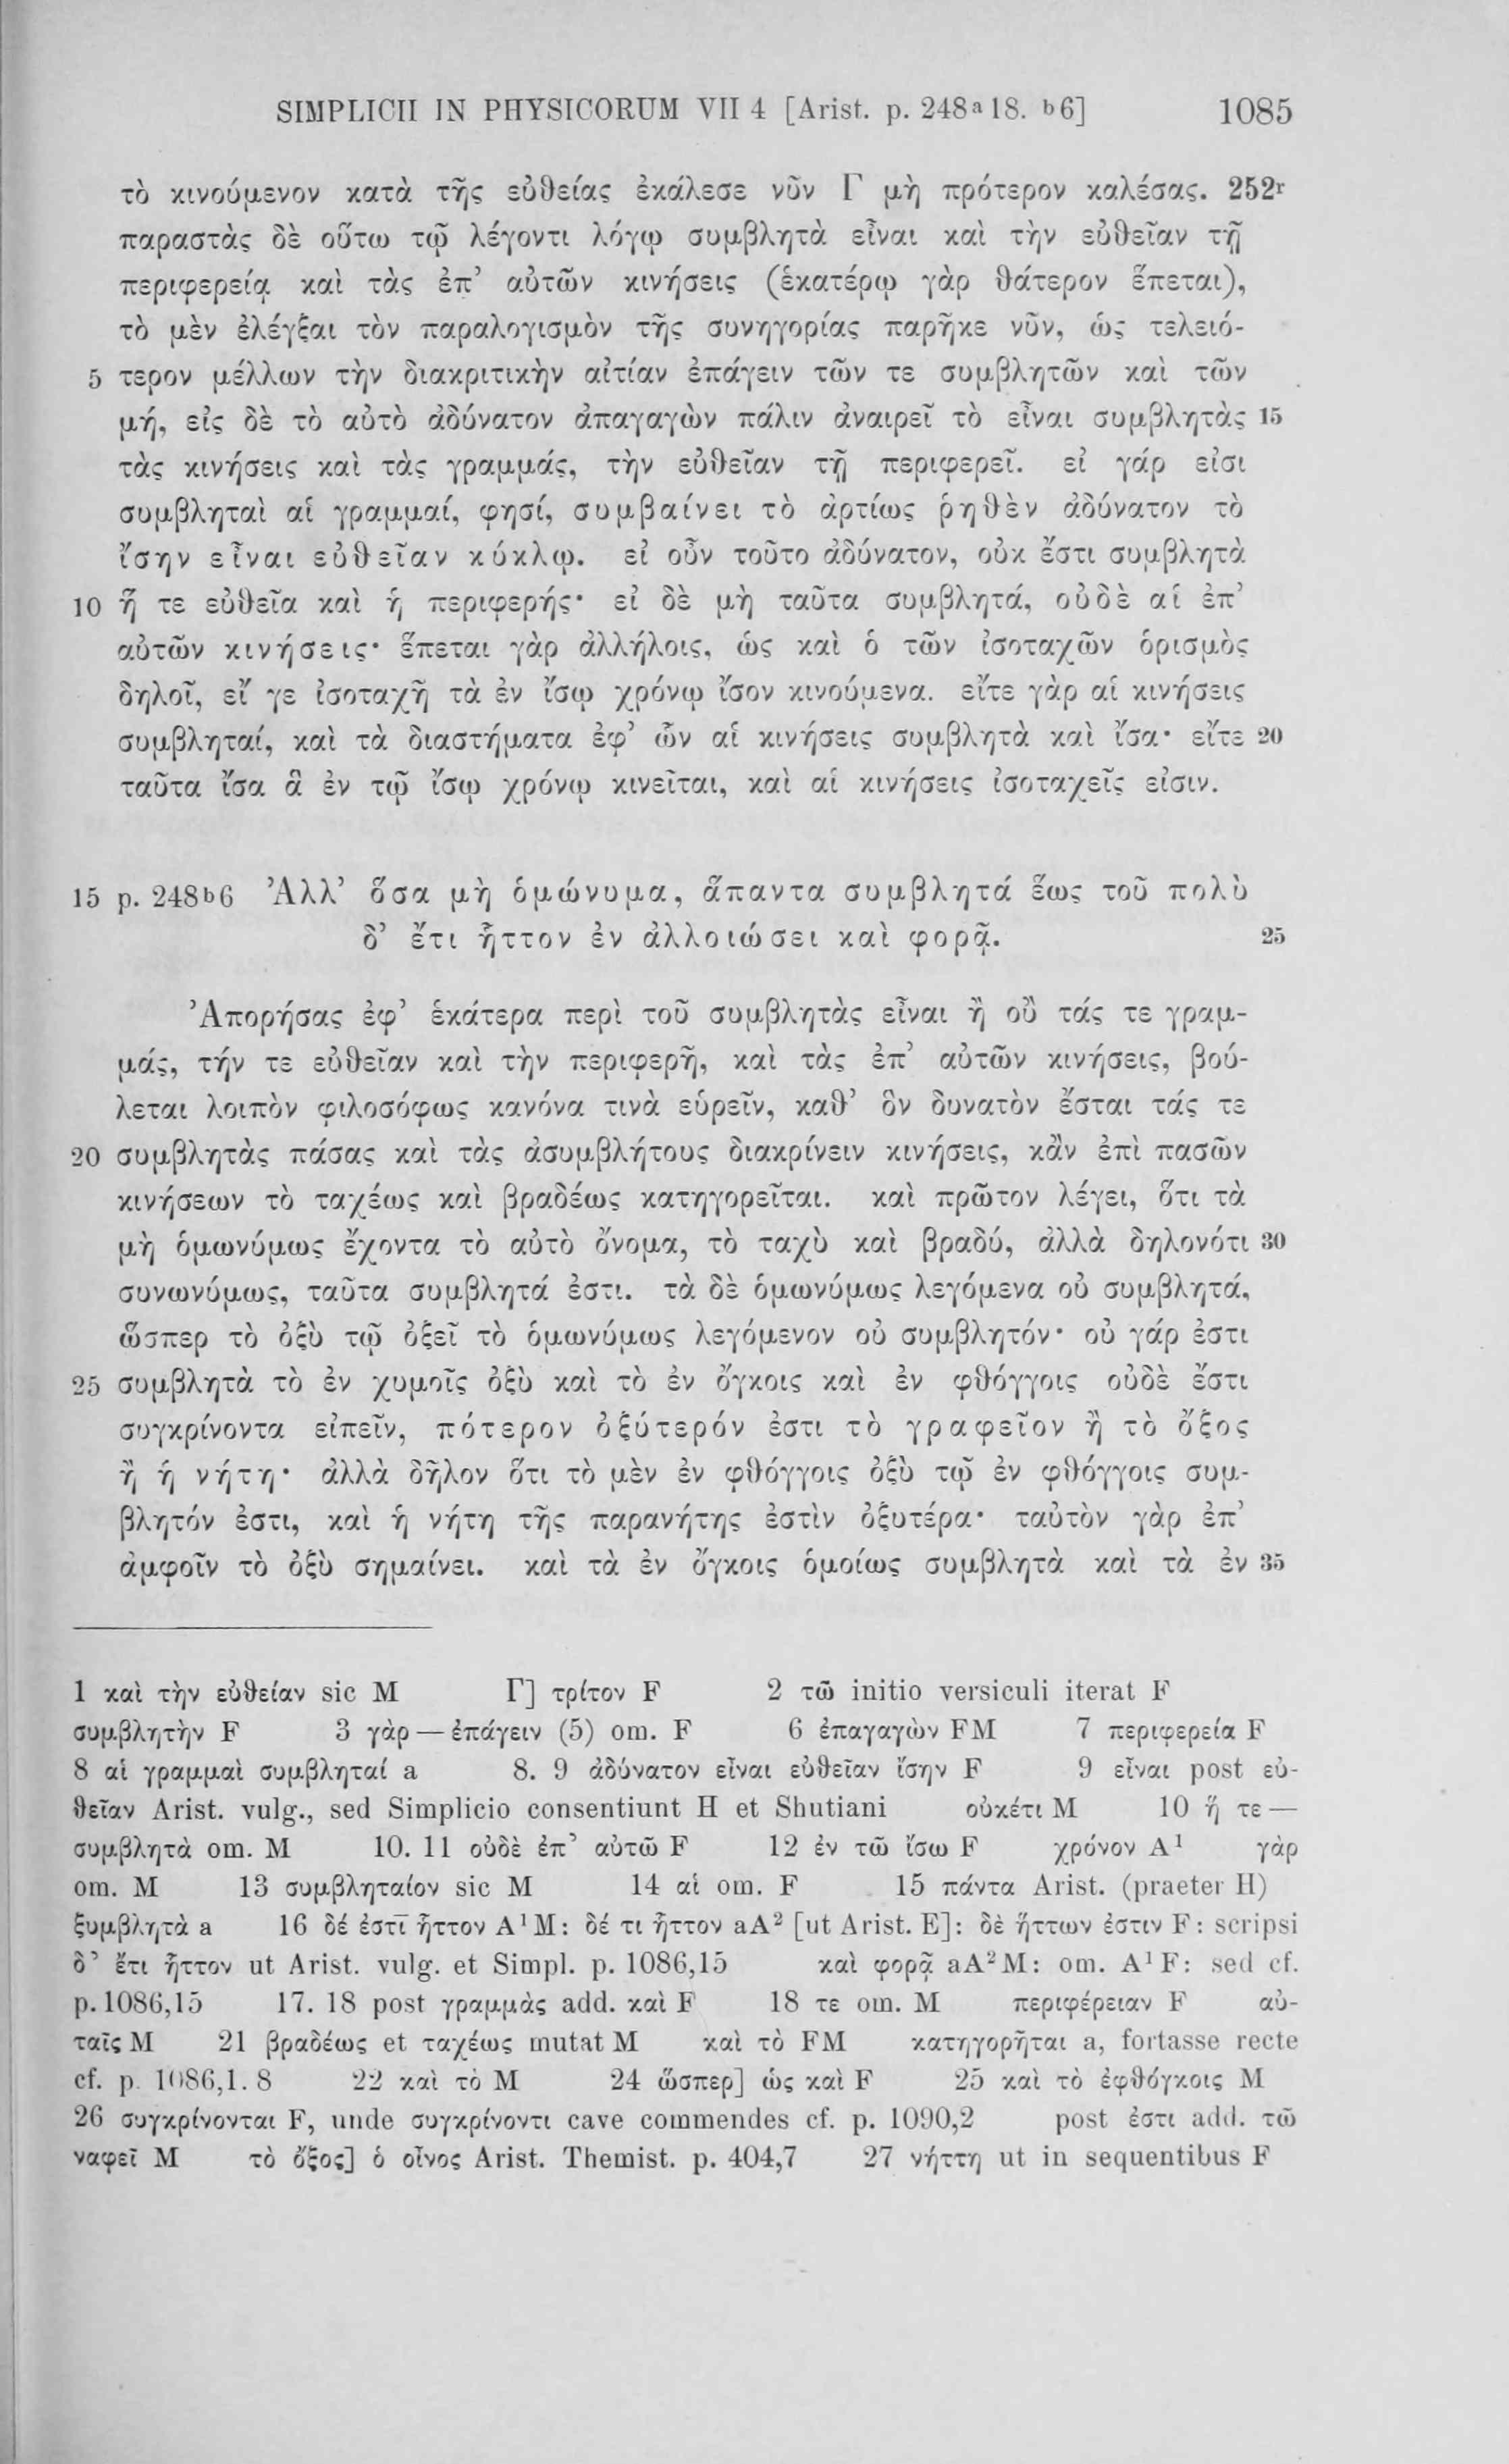 SIMPLICII IN PHYSICORUM VII 4 [Arist. p. 248ᵃ18. ᵇ6] 1085
τὸ κινούμενον κατὰ τῆς εὐθείας ἐκάλεσε νῦν Γ μὴ πρότερον καλέσας. 252ʳ
παραστὰς δὲ οὕτω τῷ λέγοντι λόγῳ συμβλητὰ εἶναι καὶ τὴν εὐθεῖαν τῇ
περιφερείᾳ καὶ τὰς ἐπ’ αὐτῶν κινήσεις (ἑκατέρῳ γὰρ θάτερον ἕπεται),
τὸ μὲν ἐλέγξαι τὸν παραλογισμὸν τῆς συνηγορίας παρῆκε νῦν, ὡς τελειό-
5 τερον μέλλων τὴν διακριτικὴν αἰτίαν ἐπάγειν τῶν τε συμβλητῶν καὶ τῶν
μή, εἰς δὲ τὸ αὐτὸ ἀδύνατον ἀπαγαγὼν πάλιν ἀναιρεῖ τὸ εἶναι συμβλητὰς 15
τὰς κινήσεις καὶ τὰς γραμμάς, τὴν εὐθεῖαν τῇ περιφερεῖ. εἰ γάρ εἰσι
συμβληταὶ αἱ γραμμαί, φησί, συμβαίνει τὸ ἀρτίως ῥηθὲν ἀδύνατον τὸ
ἴσην εἶναι εὐθεῖαν κύκλῳ. εἰ οὖν τοῦτο ἀδύνατον, οὐκ ἔστι συμβλητὰ
10 ἥ τε εὐθεῖα καὶ ἡ περιφερής· εἰ δὲ μὴ ταῦτα συμβλητά, οὐδὲ αἱ ἐπ’
αὐτῶν κινήσεις· ἕπεται γὰρ ἀλλήλοις, ὡς καὶ ὁ τῶν ἰσοταχῶν ὁρισμὸς
δηλοῖ, εἴ γε ἰσοταχῆ τὰ ἐν ἴσῳ χρόνῳ ἴσον κινούμενα. εἴτε γὰρ αἱ κινήσεις
συμβληταί, καὶ τὰ διαστήματα ἐφ’ ὧν αἱ κινήσεις συμβλητὰ καὶ ἴσα· εἴτε 20
ταῦτα ἴσα ἃ ἐν τῷ ἴσῳ χρόνῳ κινεῖται, καὶ αἱ κινήσεις ἰσοταχεῖς εἰσιν.
15 p. 248ᵇ6 Ἀλλ’ ὅσα μὴ ὁμώνυμα, ἅπαντα συμβλητά ἕως τοῦ πολὺ
δ’ ἔτι ἧττον ἐν ἀλλοιώσει καὶ φορᾷ. 25
Ἀπορήσας ἐφ’ ἑκάτερα περὶ τοῦ συμβλητὰς εἶναι ἢ οὒ τάς τε γραμ-
μάς, τήν τε εὐθεῖαν καὶ τὴν περιφερῆ, καὶ τὰς ἐπ’ αὐτῶν κινήσεις, βού-
λεται λοιπὸν φιλοσόφως κανόνα τινὰ εὑρεῖν, καθ’ ὃν δυνατὸν ἔσται τάς τε
20 συμβλητὰς πάσας καὶ τὰς ἀσυμβλήτους διακρίνειν κινήσεις, κἂν ἐπὶ πασῶν
κινήσεων τὸ ταχέως καὶ βραδέως κατηγορεῖται. καὶ πρῶτον λέγει, ὅτι τὰ
μὴ ὁμωνύμως ἔχοντα τὸ αὐτὸ ὄνομα, τὸ ταχὺ καὶ βραδύ, ἀλλὰ δηλονότι 30
συνωνύμως, ταῦτα συμβλητά ἐστι. τὰ δὲ ὁμωνύμως λεγόμενα οὐ συμβλητά,
ὥσπερ τὸ ὀξὺ τῷ ὀξεῖ τὸ ὁμωνύμως λεγόμενον οὐ συμβλητόν· οὐ γάρ ἐστι
25 συμβλητὰ τὸ ἐν χυμοῖς ὀξὺ καὶ τὸ ἐν ὄγκοις καὶ ἐν φθόγγοις οὐδὲ ἔστι
συγκρίνοντα εἰπεῖν, πότερον ὀξύτερόν ἐστι τὸ γραφεῖον ἢ τὸ ὄξος
ἢ ἡ νήτη· ἀλλὰ δῆλον ὅτι τὸ μὲν ἐν φθόγγοις ὀξὺ τῷ ἐν φθόγγοις συμ-
βλητόν ἐστι, καὶ ἡ νήτη τῆς παρανήτης ἐστὶν ὀξυτέρα· ταὐτὸν γὰρ ἐπ’
ἀμφοῖν τὸ ὀξὺ σημαίνει. καὶ τὰ ἐν ὄγκοις ὁμοίως συμβλητὰ καὶ τὰ ἐν 35
1 καὶ τὴν εὐθείαν sic M Γ] τρίτον F 2 τῶ initio versiculi iterat F
συμβλητὴν F 3 γὰρ — ἐπάγειν (5) om. F 6 ἐπαγαγὼν FM 7 περιφερεία F
8 αἱ γραμμαὶ συμβληταί a 8. 9 ἀδύνατον εἶναι εὐθεῖαν ἴσην F 9 εἶναι post εὐ-
θεῖαν Arist. vulg., sed Simplicio consentiunt H et Shutiani οὐκέτι M 10 ἥ τε —
συμβλητὰ om. M 10. 11 οὐδὲ ἐπ’ αὐτῶ F 12 ἐν τῶ ἴσω F χρόνον A¹ γὰρ
om. M 13 συμβληταίον sic M 14 αἱ om. F 15 πάντα Arist. (praeter H)
ξυμβλητὰ a 16 δέ ἐστῖ ἧττον A¹M: δέ τι ἧττον aA² [ut Arist. E]: δὲ ἥττων ἐστιν F: scripsi
δ’ ἔτι ἧττον ut Arist. vulg. et Simpl. p. 1086,15 καὶ φορᾷ aA²M: om. A¹F: sed cf.
p. 1086,15 17. 18 post γραμμὰς add. καὶ F 18 τε om. M περιφέρειαν F αὐ-
ταῖς M 21 βραδέως et ταχέως mutat M καὶ τὸ FM κατηγορῆται a, fortasse recte
cf. p. 1086,1. 8 22 καὶ τὸ M 24 ὥσπερ] ὡς καὶ F 25 καὶ τὸ ἐφθόγκοις M
26 συγκρίνονται F, unde συγκρίνοντι cave commendes cf. p. 1090,2 post ἐστι add. τῶ
ναφεῖ M τὸ ὄξος] ὁ οἶνος Arist. Themist. p. 404,7 27 νήττη ut in sequentibus F